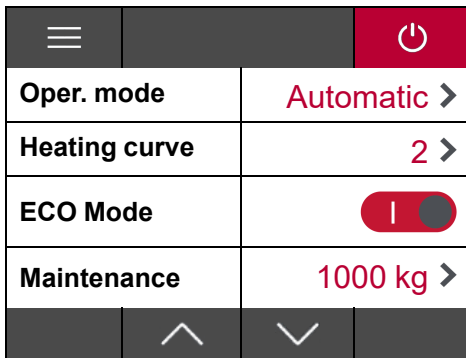 Oper. mode Automatic
Heating curve 2
ECO Mode
Maintenance 1000 kg